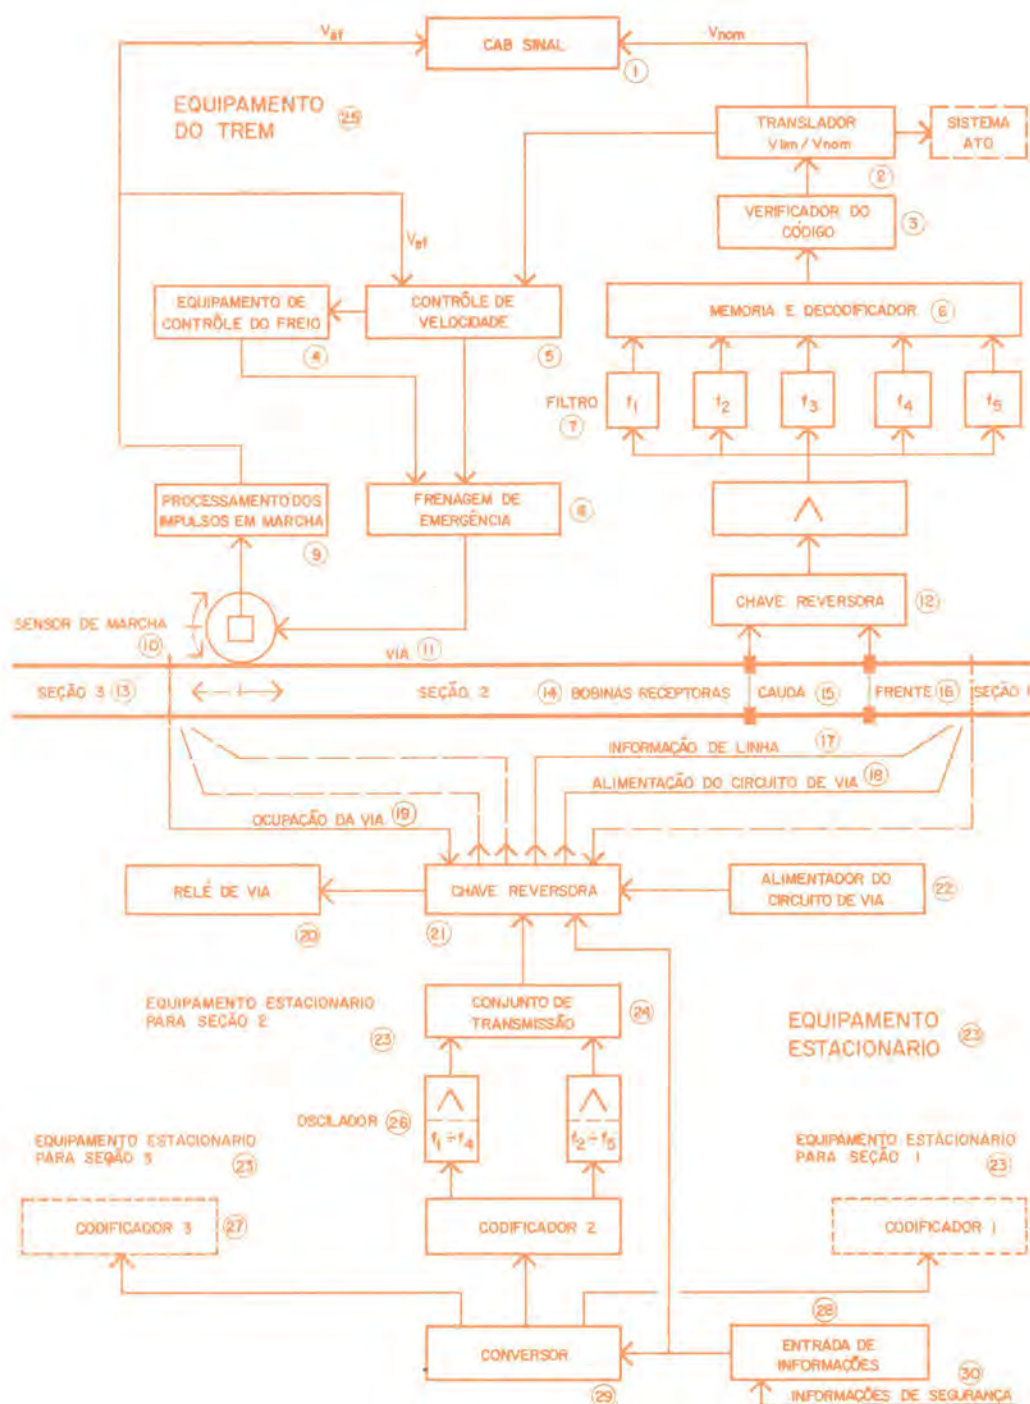 Vef
CAB SINAL
Vnom
1
EQUIPAMENTO
DO TREM 25
TRANSLADOR
Vlim/Vnom
2
SISTEMA
ATO
VERIFICADOR DO
CÓDIGO
3
Vef
EQUIPAMENTO DE
CONTRÔLE DO FREIO
4
CONTRÔLE DE
VELOCIDADE
5
MEMORIA E DECODIFICADOR 6
FILTRO
7
f1
f2
f3
f4
f5
PROCESSAMENTO DOS
IMPULSOS EM MARCHA
9
FRENAGEM DE
EMERGÊNCIA
8
CHAVE REVERSORA 12
SENSOR DE MARCHA
10
VIA 11
SEÇÃO 3 13
SEÇÃO 2
14 BOBINAS RECEPTORAS
CAUDA 15
FRENTE 16
SEÇÃO 1
INFORMAÇÃO DE LINHA 17
ALIMENTAÇÃO DO CIRCUITO DE VIA 18
OCUPAÇÃO DA VIA 19
RELÉ DE VIA
20
CHAVE REVERSORA
21
ALIMENTADOR DO
CIRCUITO DE VIA
22
EQUIPAMENTO ESTACIONARIO
PARA SEÇÃO 2
23
CONJUNTO DE
TRANSMISSÃO
24
EQUIPAMENTO
ESTACIONARIO 23
OSCILADOR 26
f1 ÷ f4
f2 ÷ f5
EQUIPAMENTO ESTACIONARIO
PARA SEÇÃO 3
23
EQUIPAMENTO ESTACIONARIO
PARA SEÇÃO 1
23
CODIFICADOR 3
27
CODIFICADOR 2
CODIFICADOR 1
28
CONVERSOR
29
ENTRADA DE
INFORMAÇÕES
30
INFORMAÇÕES DE SEGURANÇA